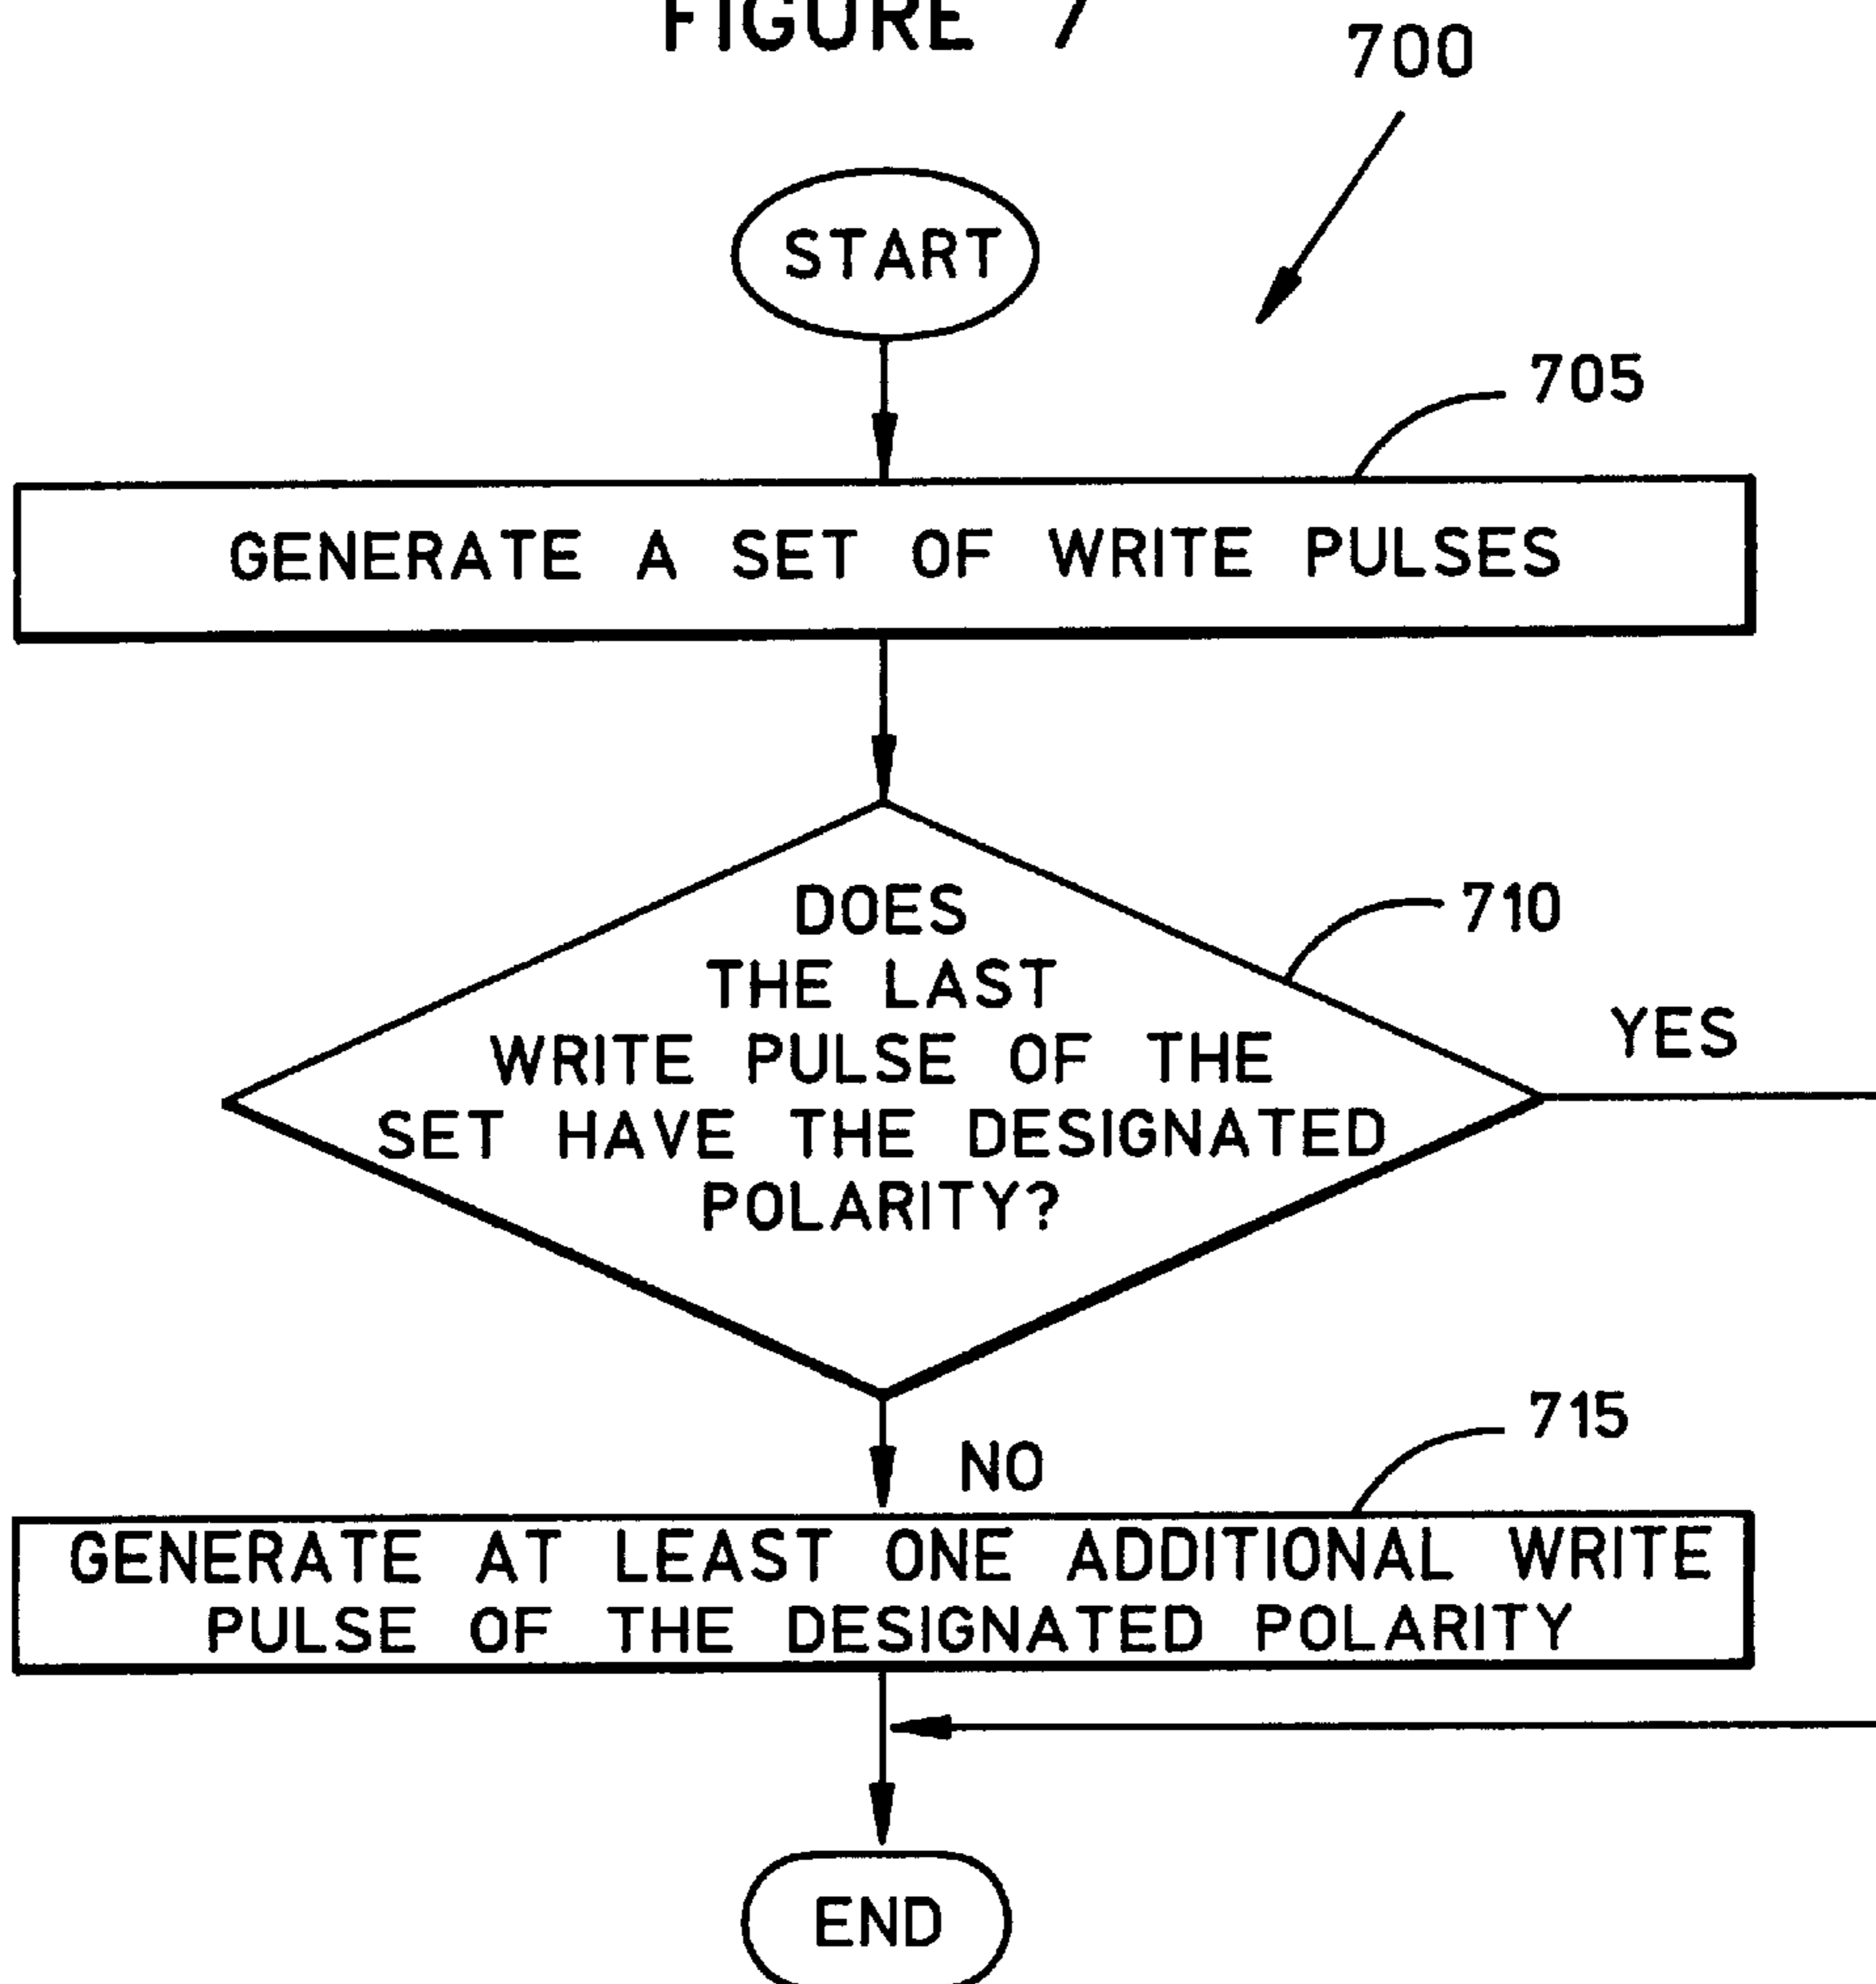 FIGURE 7
700
START
705
GENERATE A SET OF WRITE PULSES
DOES
THE LAST
WRITE PULSE OF THE
SET HAVE THE DESIGNATED
POLARITY?
710
YES
NO
715
GENERATE AT LEAST ONE ADDITIONAL WRITE
PULSE OF THE DESIGNATED POLARITY
END